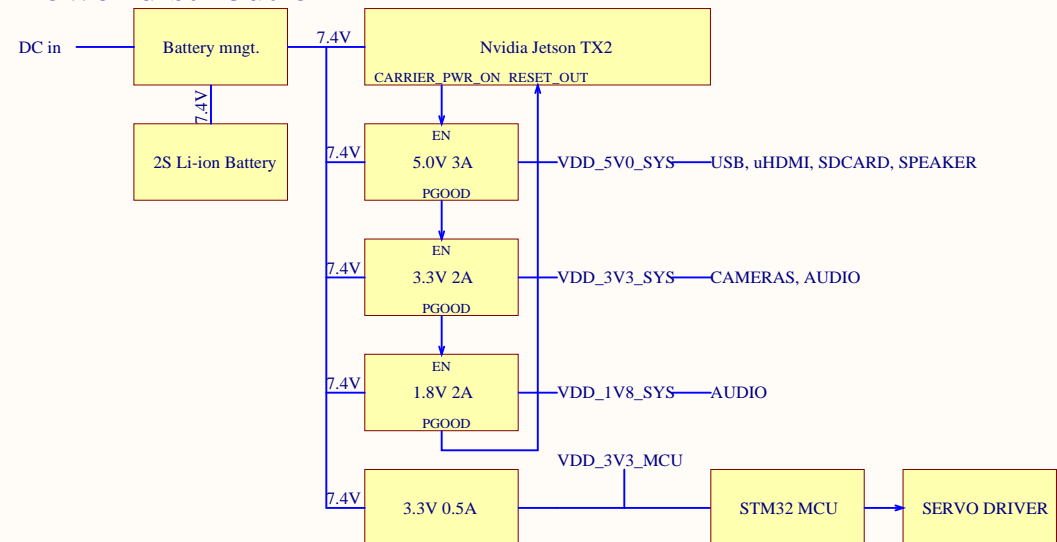 DC in
Battery mngt.
7.4V
Nvidia Jetson TX2
CARRIER_PWR_ON RESET_OUT
7.4V
2S Li-ion Battery
7.4V
EN
5.0V 3A
PGOOD
VDD_5V0_SYS
USB, uHDMI, SDCARD, SPEAKER
7.4V
EN
3.3V 2A
PGOOD
VDD_3V3_SYS
CAMERAS, AUDIO
7.4V
EN
1.8V 2A
PGOOD
VDD_1V8_SYS
AUDIO
VDD_3V3_MCU
7.4V
3.3V 0.5A
STM32 MCU
SERVO DRIVER